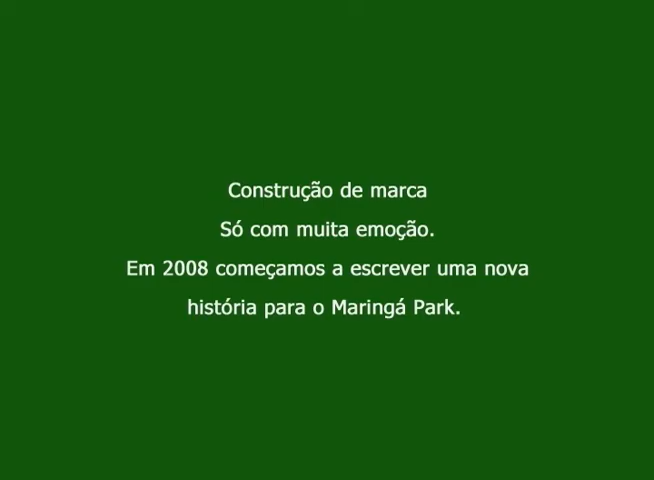 Construção de marca
Só com muita emoção.
Em 2008 começamos a escrever uma nova
história para o Maringá Park.